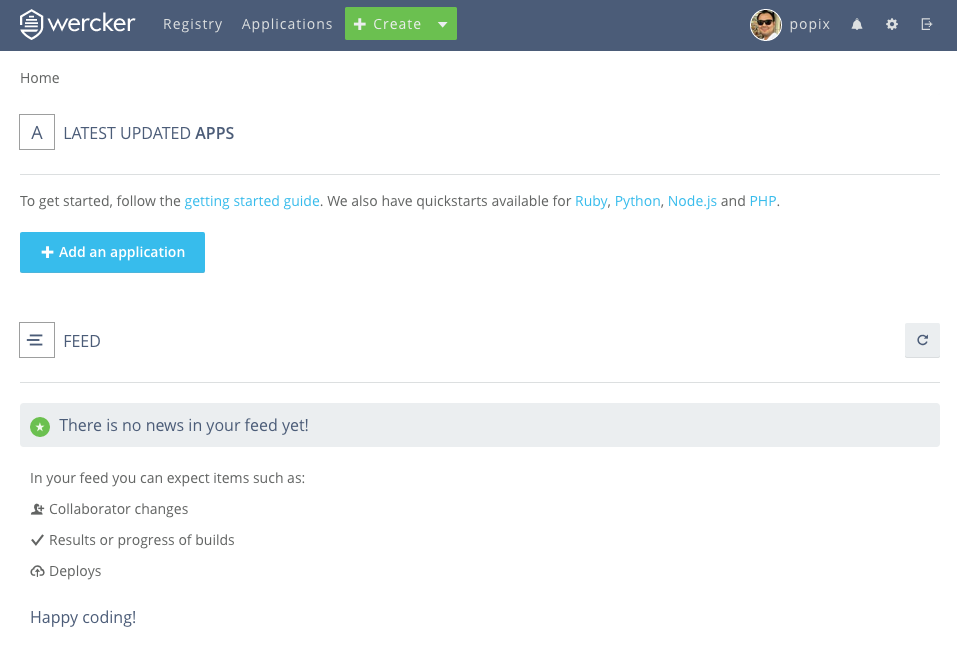 wercker Registry Applications Create popix
Home
A LATEST UPDATED APPS
To get started, follow the getting started guide. We also have quickstarts available for Ruby, Python, Node.js and PHP.
Add an application
FEED
There is no news in your feed yet!
In your feed you can expect items such as:
Collaborator changes
Results or progress of builds
Deploys
Happy coding!